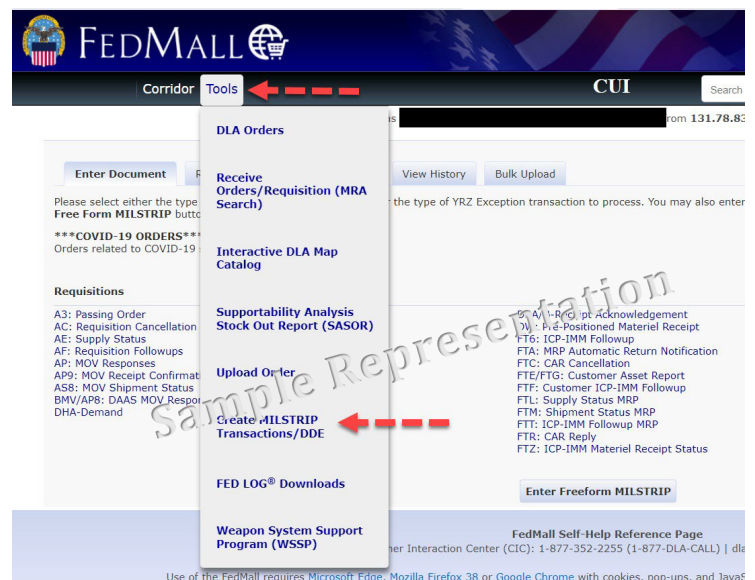 FEDMALL
Corridor Tools CUI Search
is rom 131.78.83
DLA Orders
Enter Document R View History Bulk Upload
Receive
Orders/Requisition (MRA
Search)
Please select either the type r the type of YRZ Exception transaction to process. You may also enter
Free Form MILSTRIP butto
***COVID-19 ORDERS***
Orders related to COVID-19
Interactive DLA Map
Catalog
Requisitions
A3: Passing Order
AC: Requisition Cancellation
AE: Supply Status
AF: Requisition Followups
AP: MOV Responses
AP9: MOV Receipt Confirmati
AS8: MOV Shipment Status
BMV/AP8: DAAS MOV Respon
DHA-Demand
Supportability Analysis
Stock Out Report (SASOR)
Upload Order
Create MILSTRIP
Transactions/DDE
FED LOG® Downloads
Weapon System Support
Program (WSSP)
Receipt Acknowledgement
Pre-Positioned Materiel Receipt
FT6: ICP-IMM Followup
FTA: MRP Automatic Return Notification
FTC: CAR Cancellation
FTE/FTG: Customer Asset Report
FTF: Customer ICP-IMM Followup
FTL: Supply Status MRP
FTM: Shipment Status MRP
FTT: ICP-IMM Followup MRP
FTR: CAR Reply
FTZ: ICP-IMM Materiel Receipt Status
Enter Freeform MILSTRIP
Sample Representation
FedMall Self-Help Reference Page
er Interaction Center (CIC): 1-877-352-2255 (1-877-DLA-CALL) | dla
Use of the FedMall requires Microsoft Edge, Mozilla Firefox 38 or Google Chrome with cookies, pop-ups, and JavaS